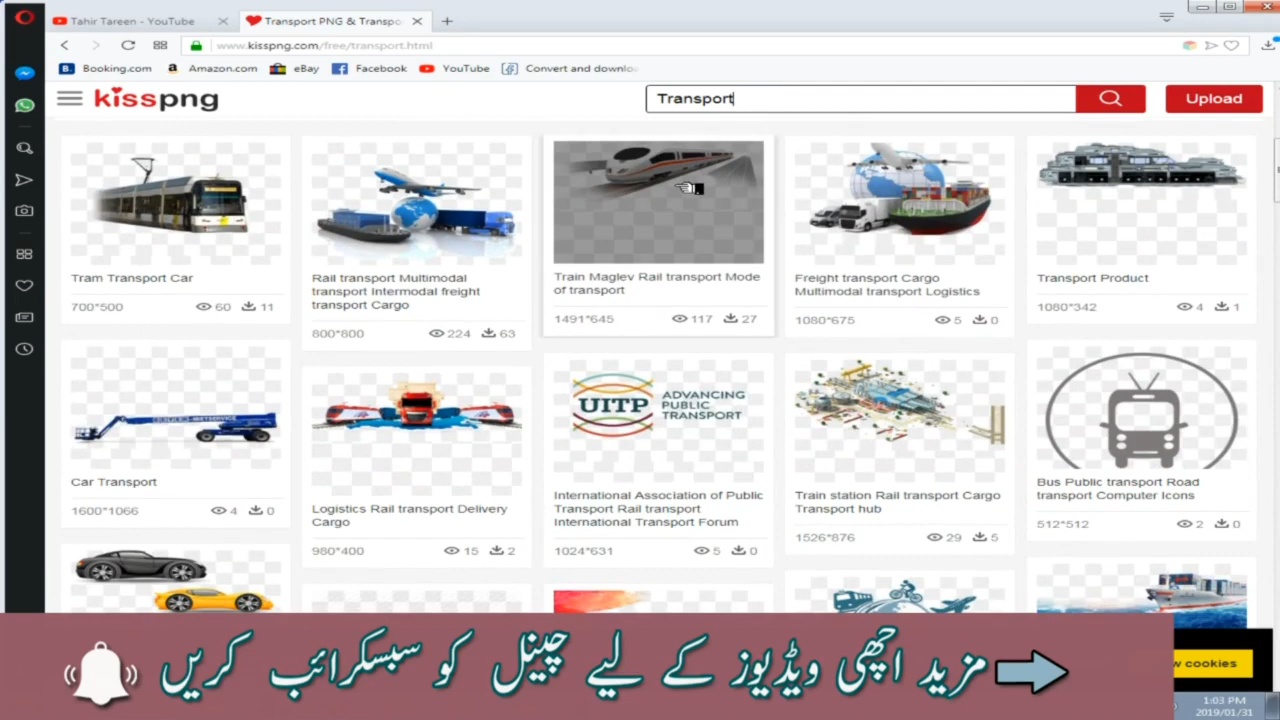 Tahir Tareen - YouTube
Transport PNG & Transpo
www.kisspng.com/free/transport.html
Booking.com
Amazon.com
eBay
Facebook
YouTube
Convert and downlo
kisspng
Transport
Upload
Tram Transport Car
700*500 60 11
Rail transport Multimodal
transport Intermodal freight
transport Cargo
800*800 224 63
Train Maglev Rail transport Mode
of transport
1491*645 117 27
Freight transport Cargo
Multimodal transport Logistics
1080*675 5 0
Transport Product
1080*342 4 1
Car Transport
1600*1066 4 0
Logistics Rail transport Delivery
Cargo
980*400 15 2
UITP
ADVANCING
PUBLIC
TRANSPORT
International Association of Public
Transport Rail transport
International Transport Forum
1024*631 5 0
Train station Rail transport Cargo
Transport hub
1526*876 29 5
Bus Public transport Road
transport Computer Icons
512*512 2 0
مزید اچھی ویڈیوز کے لیے چینل کو سبسکرائب کریں
w cookies
1:03 PM
2019/01/31